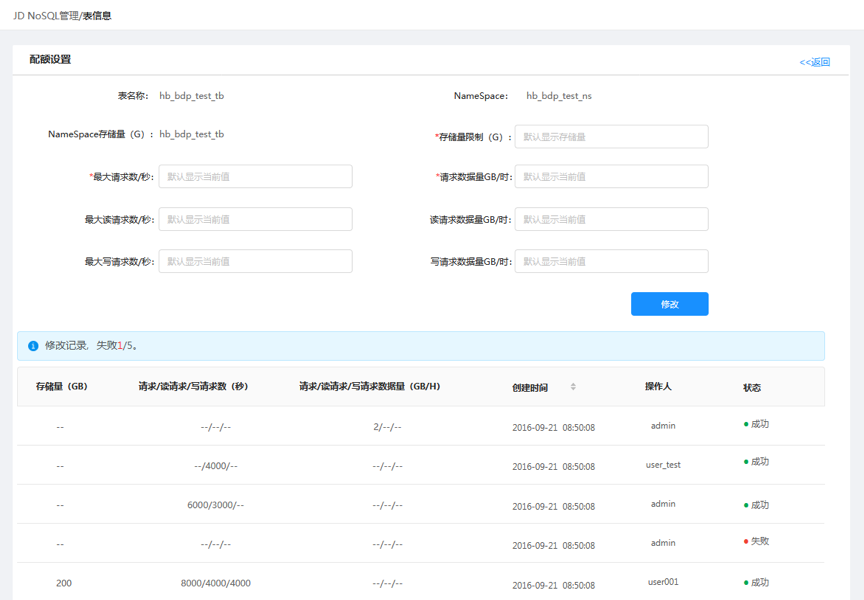 JD NoSQL管理/表信息
配额设置
<<返回
表名称： hb_bdp_test_tb NameSpace： hb_bdp_test_ns
NameSpace存储量（G）： hb_bdp_test_tb *存储量限制（G）： 默认显示存储量
*最大请求数/秒： 默认显示当前值 *请求数据量GB/时： 默认显示当前值
最大读请求数/秒： 默认显示当前值 读请求数据量GB/时： 默认显示当前值
最大写请求数/秒： 默认显示当前值 写请求数据量GB/时： 默认显示当前值
修改
修改记录，失败1/5。
存储量（GB） 请求/读请求/写请求数（秒） 请求/读请求/写请求数据量（GB/H） 创建时间 操作人 状态
-- --/--/-- 2/--/-- 2016-09-21 08:50:08 admin 成功
-- --/4000/-- --/--/-- 2016-09-21 08:50:08 user_test 成功
-- 6000/3000/-- --/--/-- 2016-09-21 08:50:08 admin 成功
-- --/--/-- --/--/-- 2016-09-21 08:50:08 admin 失败
200 8000/4000/4000 --/--/-- 2016-09-21 08:50:08 user001 成功